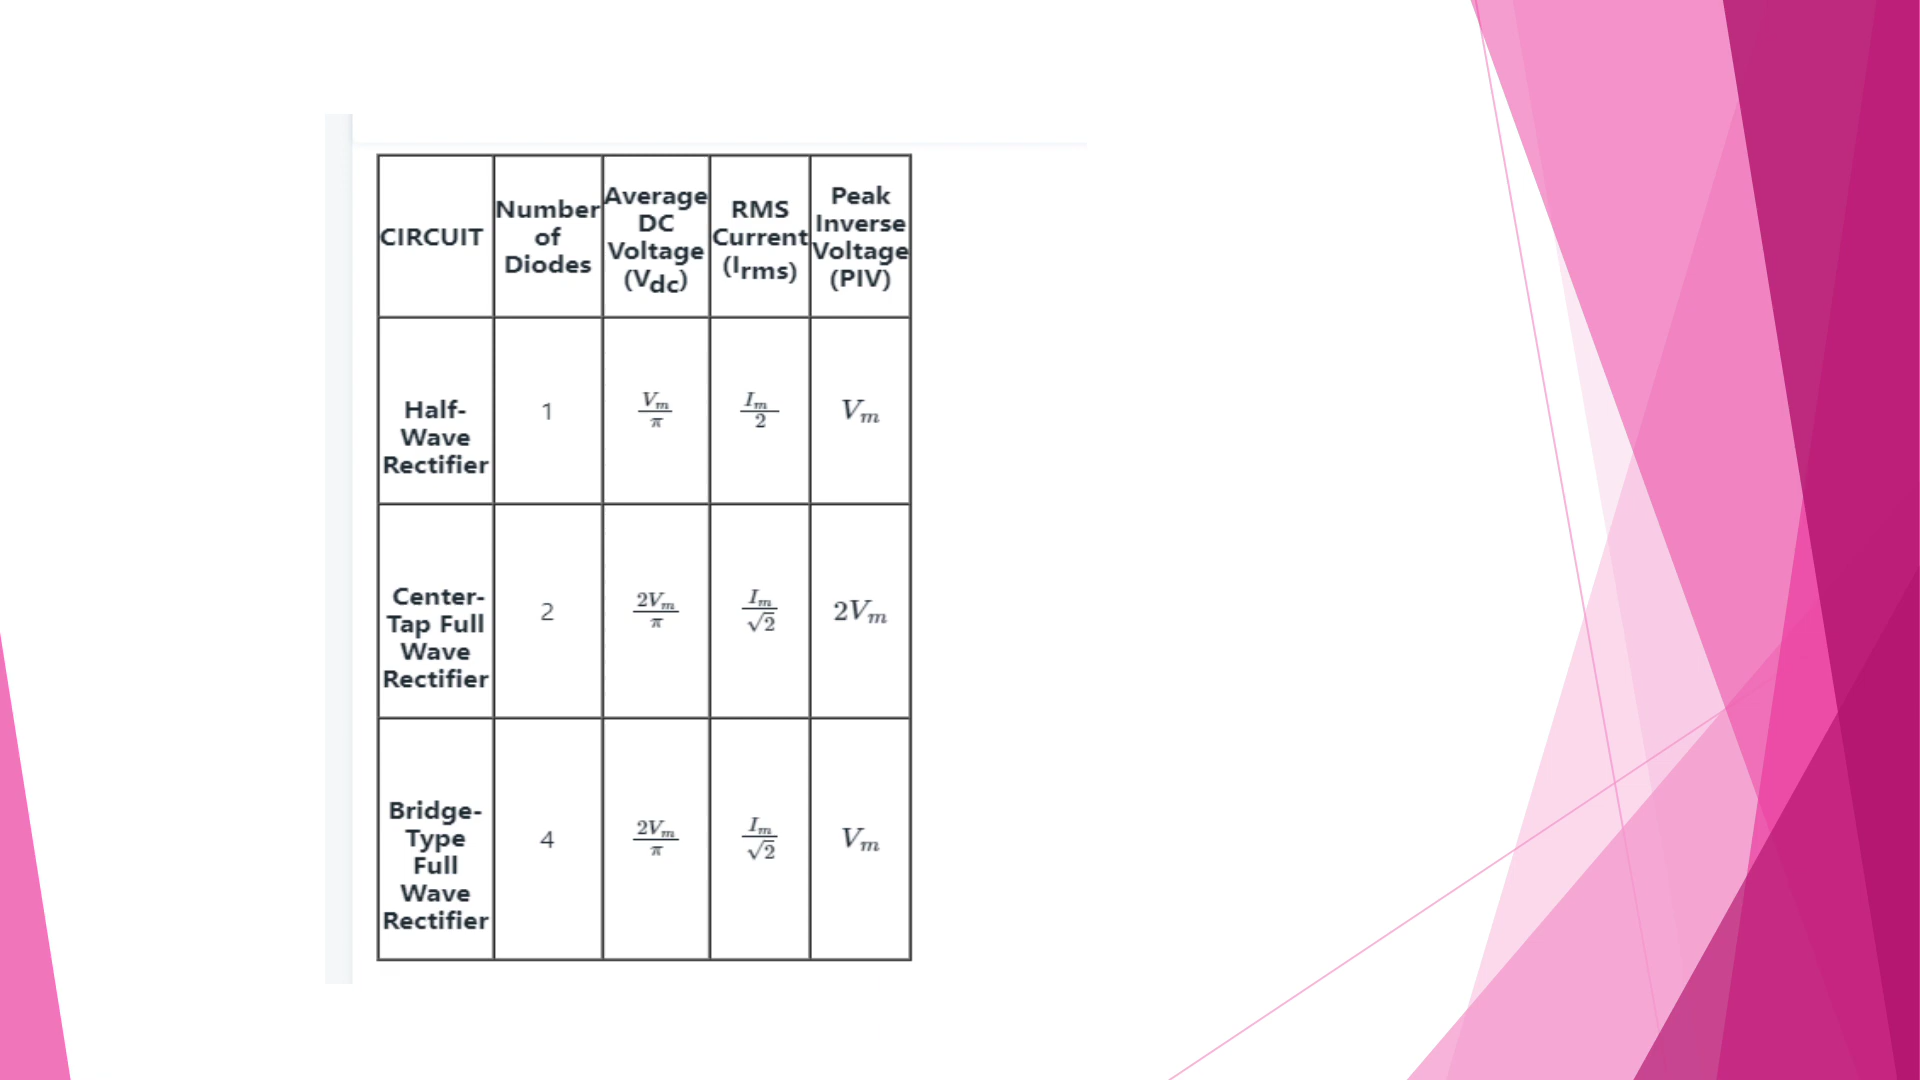 CIRCUIT
Number
of
Diodes
Average
DC
Voltage
(Vdc)
RMS
Current
(Irms)
Peak
Inverse
Voltage
(PIV)
Half-
Wave
Rectifier
1
Vm
π
Im
2
Vm
Center-
Tap Full
Wave
Rectifier
2
2Vm
π
Im
√2
2Vm
Bridge-
Type
Full
Wave
Rectifier
4
2Vm
π
Im
√2
Vm